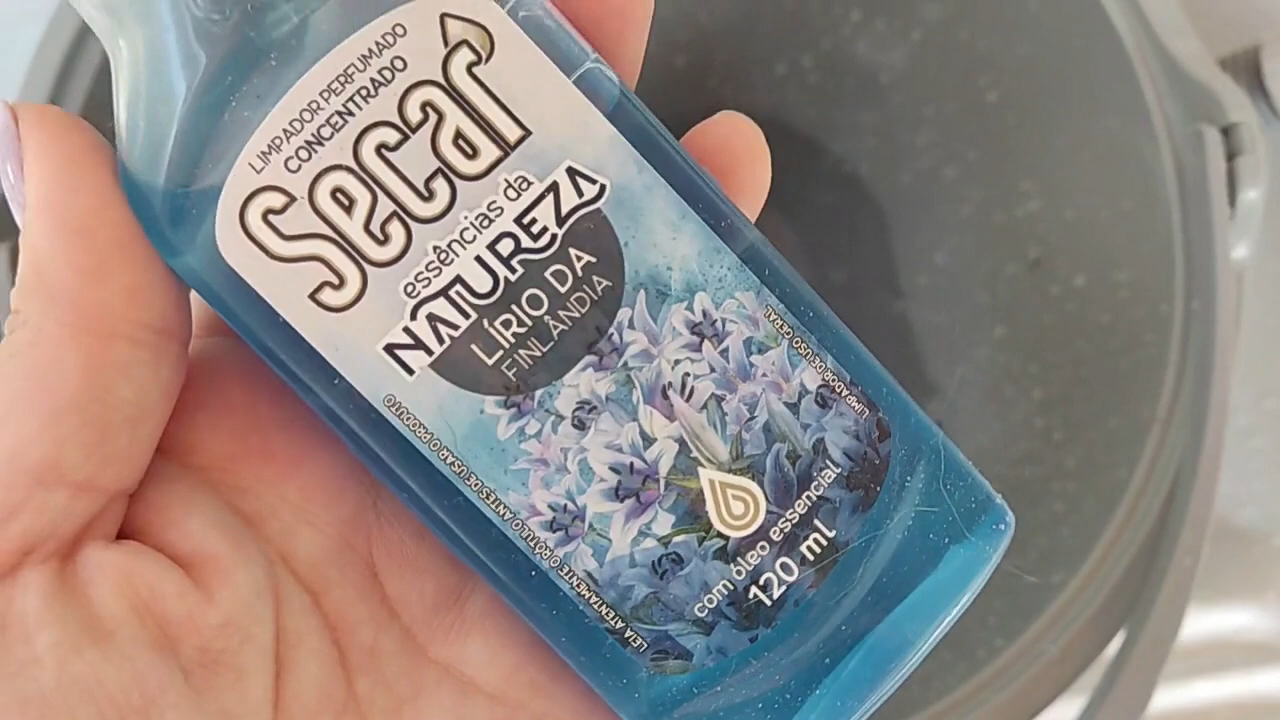 LIMPADOR PERFUMADO
CONCENTRADO
Secar
essências da
NATUREZA
LÍRIO DA
FINLÂNDIA
LIMPADOR DE USO GERAL
LEIA ATENTAMENTE O RÓTULO ANTES DE USAR O PRODUTO
com óleo essencial
120 ml